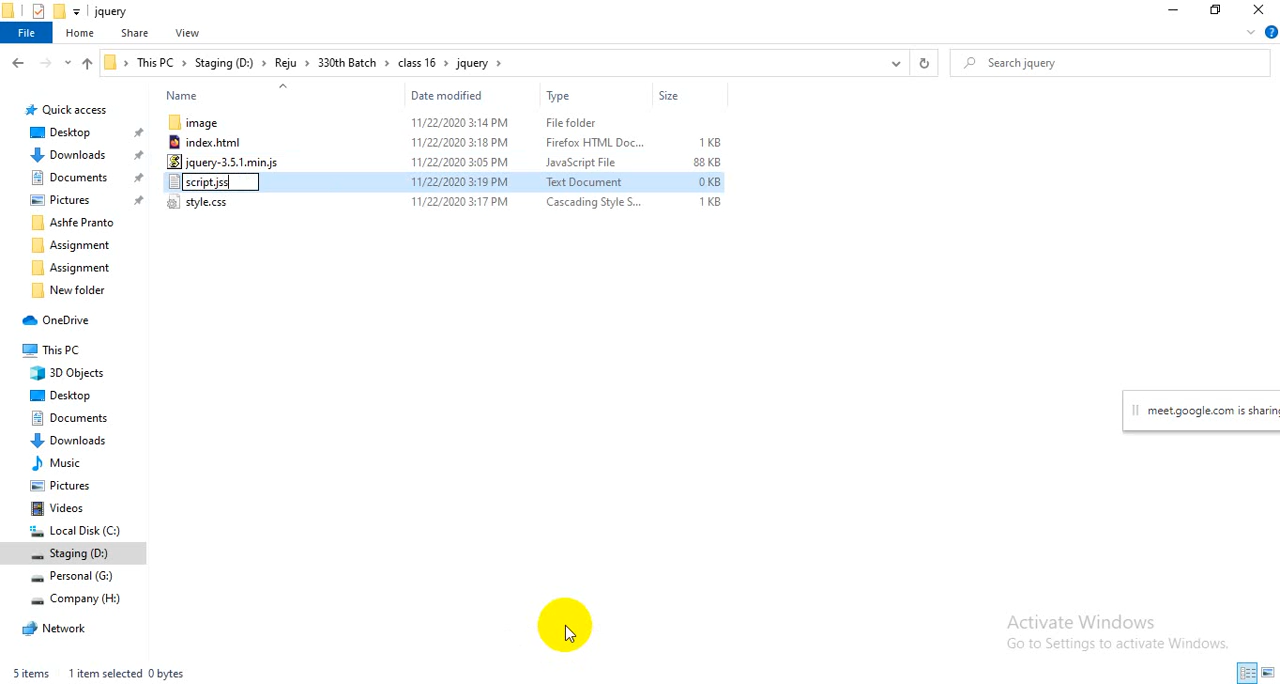 jquery
File Home Share View
This PC Staging (D:) Reju 330th Batch class 16 jquery
Search jquery
Name Date modified Type Size
image 11/22/2020 3:14 PM File folder
index.html 11/22/2020 3:18 PM Firefox HTML Doc... 1 KB
jquery-3.5.1.min.js 11/22/2020 3:05 PM JavaScript File 88 KB
script.jss 11/22/2020 3:19 PM Text Document 0 KB
style.css 11/22/2020 3:17 PM Cascading Style S... 1 KB
Quick access
Desktop
Downloads
Documents
Pictures
Ashfe Pranto
Assignment
Assignment
New folder
OneDrive
This PC
3D Objects
Desktop
Documents
Downloads
Music
Pictures
Videos
Local Disk (C:)
Staging (D:)
Personal (G:)
Company (H:)
Network
meet.google.com is sharing
Activate Windows
Go to Settings to activate Windows.
5 items 1 item selected 0 bytes